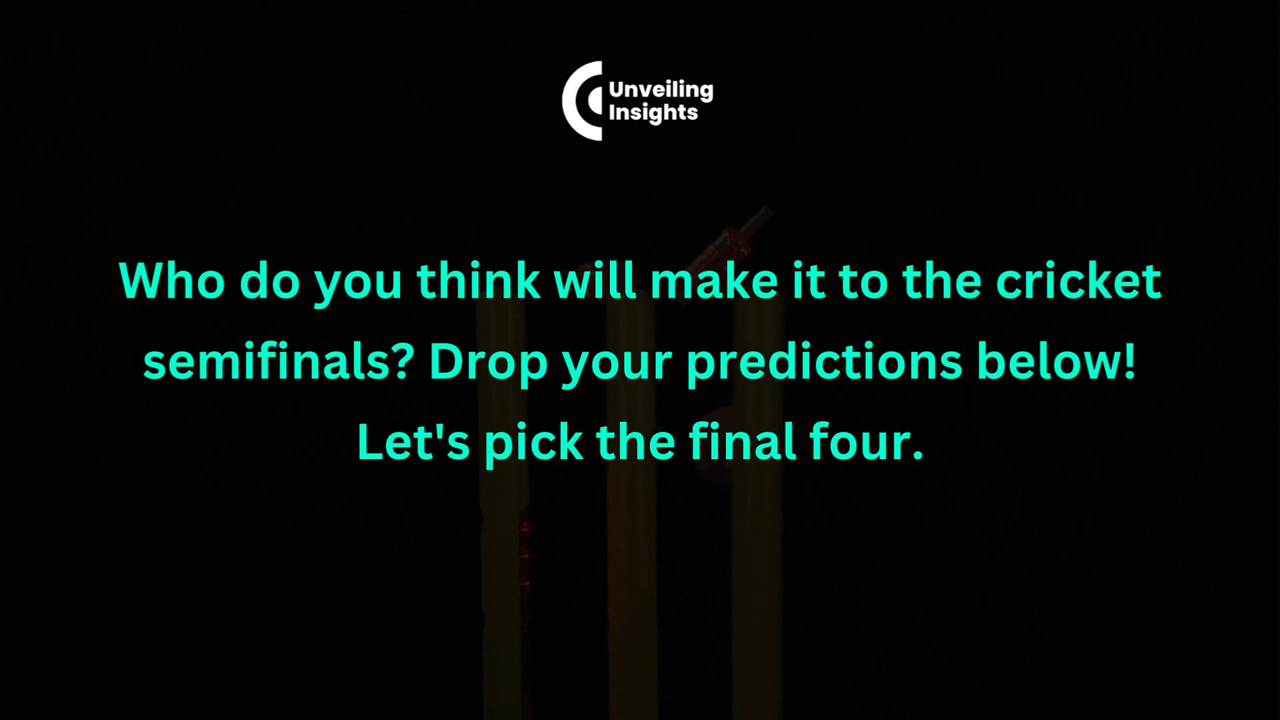 Unveiling
Insights
Who do you think will make it to the cricket
semifinals? Drop your predictions below!
Let's pick the final four.